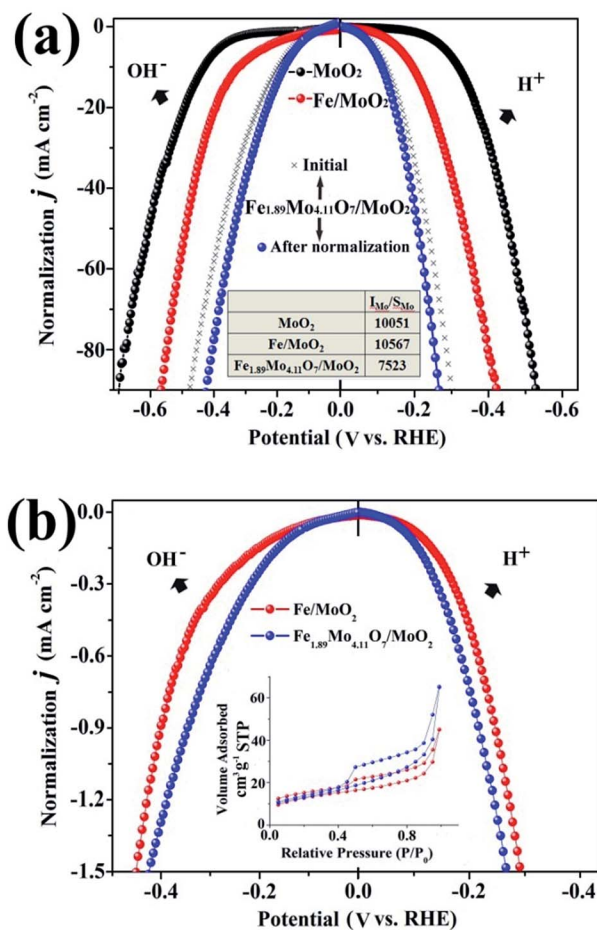 (a)
OH⁻
H⁺
MoO₂
Fe/MoO₂
Initial
Fe₁.₈₉Mo₄.₁₁O₇/MoO₂
After normalization
I_Mo/S_Mo
MoO₂ 10051
Fe/MoO₂ 10567
Fe₁.₈₉Mo₄.₁₁O₇/MoO₂ 7523
Normalization j (mA cm⁻²)
0
-20
-40
-60
-80
-0.6 -0.4 -0.2 0.0 -0.2 -0.4 -0.6
Potential (V vs. RHE)
(b)
OH⁻
H⁺
Fe/MoO₂
Fe₁.₈₉Mo₄.₁₁O₇/MoO₂
Volume Adsorbed
cm³g⁻¹ STP
60
40
20
0
0.0 0.4 0.8
Relative Pressure (P/P₀)
Normalization j (mA cm⁻²)
0.0
-0.3
-0.6
-0.9
-1.2
-1.5
-0.4 -0.2 0.0 -0.2 -0.4
Potential (V vs. RHE)